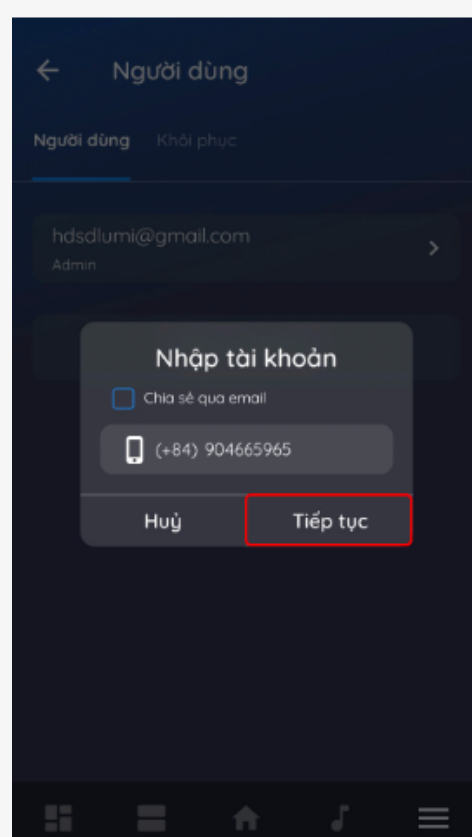 Người dùng
Người dùng Khôi phục
hdsdlumi@gmail.com
Admin
Nhập tài khoản
Chia sẻ qua email
(+84) 904665965
Huỷ Tiếp tục